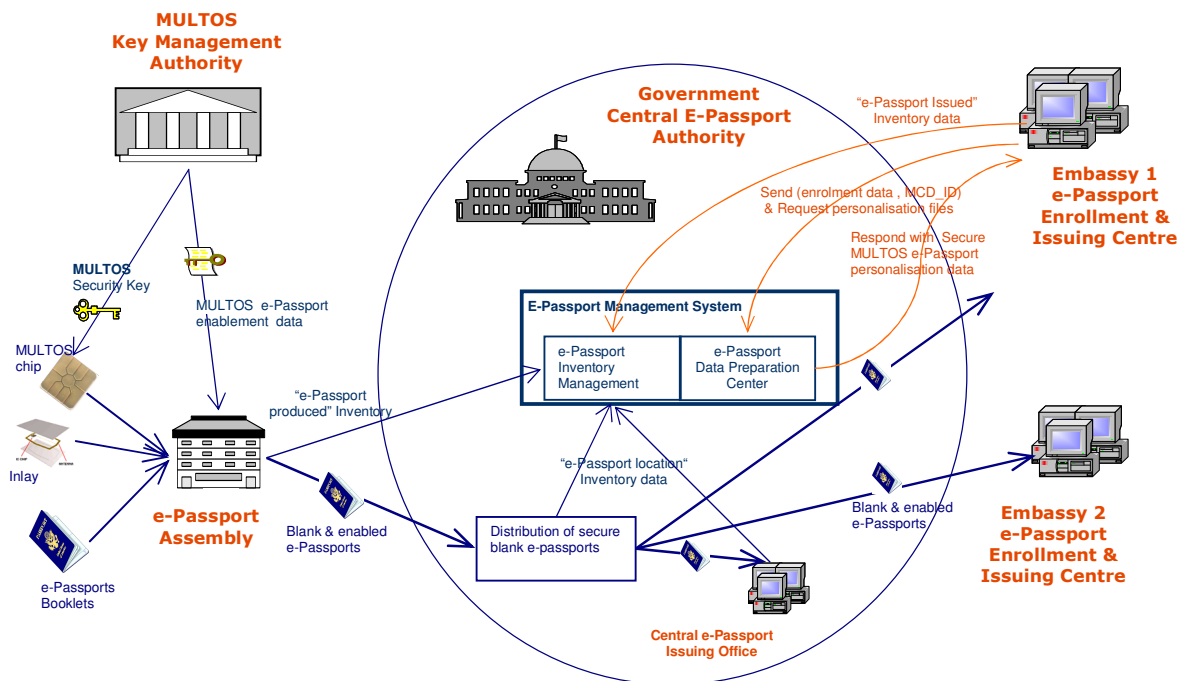 MULTOS
Key Management
Authority
Government
Central E-Passport
Authority
“e-Passport Issued”
Inventory data
Embassy 1
e-Passport
Enrollment &
Issuing Centre
Send (enrolment data , MCD_ID)
& Request personalisation files
Respond with Secure
MULTOS e-Passport
personalisation data
MULTOS
Security Key
MULTOS e-Passport
enablement data
MULTOS
chip
E-Passport Management System
e-Passport
Inventory
Management
e-Passport
Data Preparation
Center
“e-Passport
produced” Inventory
Inlay
“e-Passport location“
Inventory data
e-Passport
Assembly
Blank & enabled
e-Passports
Distribution of secure
blank e-passports
Blank & enabled
e-Passports
Embassy 2
e-Passport
Enrollment &
Issuing Centre
e-Passports
Booklets
Central e-Passport
Issuing Office